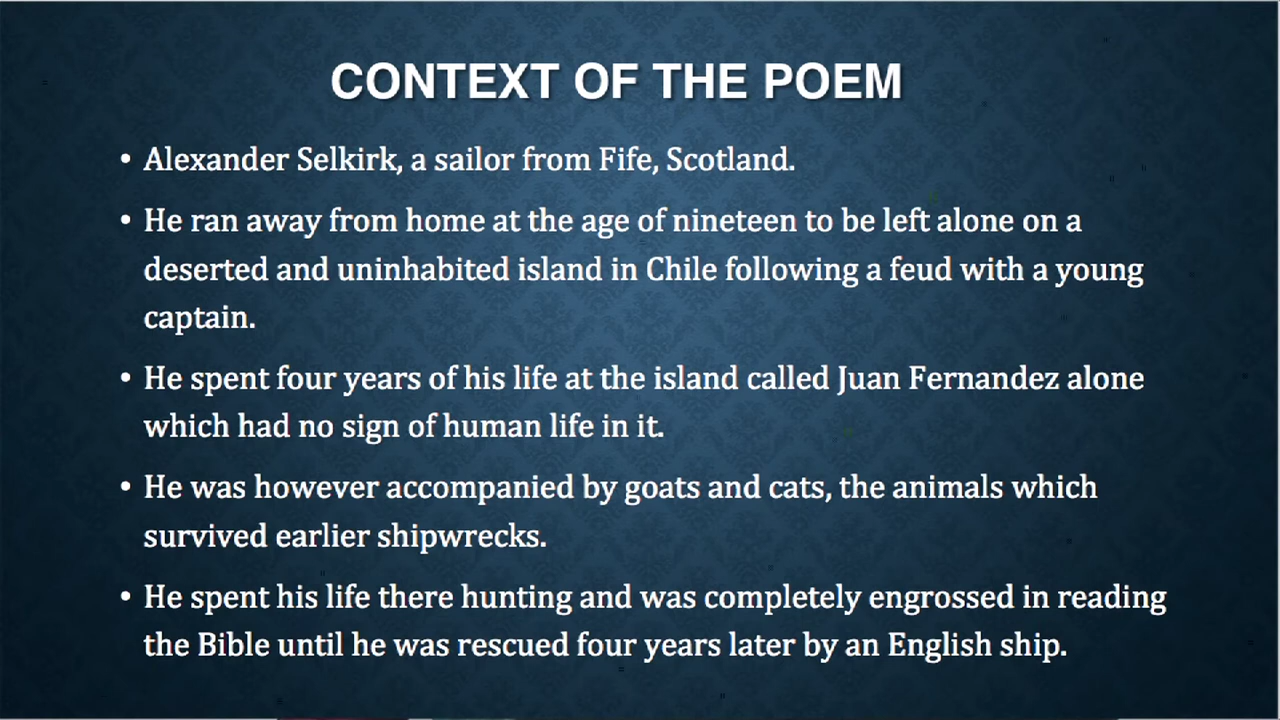 CONTEXT OF THE POEM
• Alexander Selkirk, a sailor from Fife, Scotland.
• He ran away from home at the age of nineteen to be left alone on a
deserted and uninhabited island in Chile following a feud with a young
captain.
• He spent four years of his life at the island called Juan Fernandez alone
which had no sign of human life in it.
• He was however accompanied by goats and cats, the animals which
survived earlier shipwrecks.
• He spent his life there hunting and was completely engrossed in reading
the Bible until he was rescued four years later by an English ship.